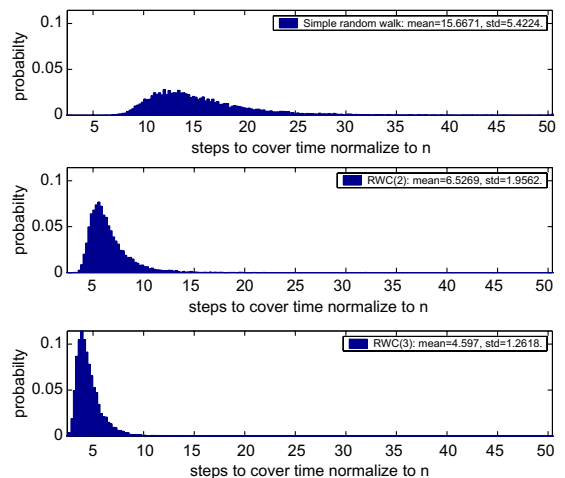 0.1
Simple random walk: mean=15.6671, std=5.4224.
probabilty
0.05
0
5 10 15 20 25 30 35 40 45 50
steps to cover time normalize to n
0.1
RWC(2): mean=6.5269, std=1.9562.
probabilty
0.05
0
5 10 15 20 25 30 35 40 45 50
steps to cover time normalize to n
0.1
RWC(3): mean=4.597, std=1.2618.
probabilty
0.05
0
5 10 15 20 25 30 35 40 45 50
steps to cover time normalize to n